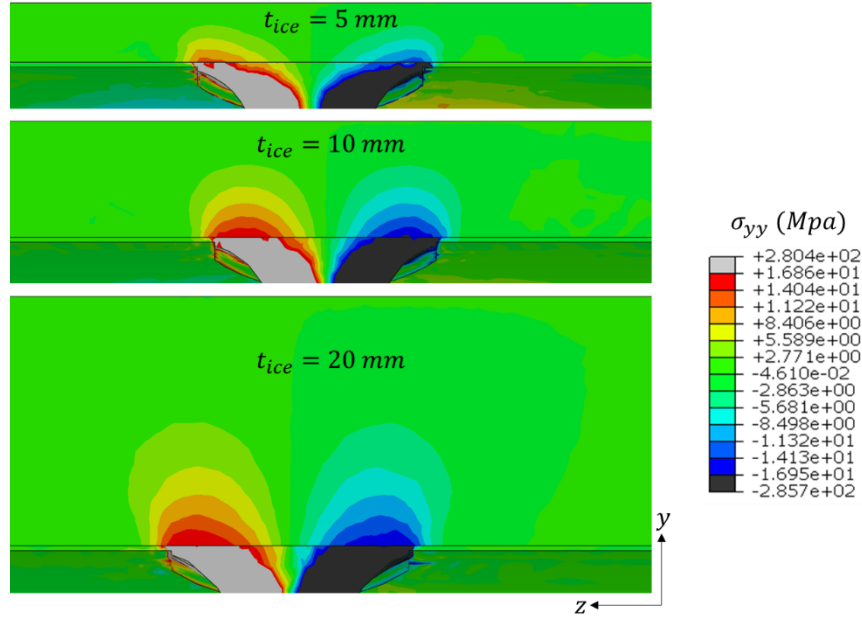 t_ice = 5 mm
t_ice = 10 mm
t_ice = 20 mm
σ_yy (Mpa)
+2.804e+02
+1.686e+01
+1.404e+01
+1.122e+01
+8.406e+00
+5.589e+00
+2.771e+00
-4.610e-02
-2.863e+00
-5.681e+00
-8.498e+00
-1.132e+01
-1.413e+01
-1.695e+01
-2.857e+02
y
z